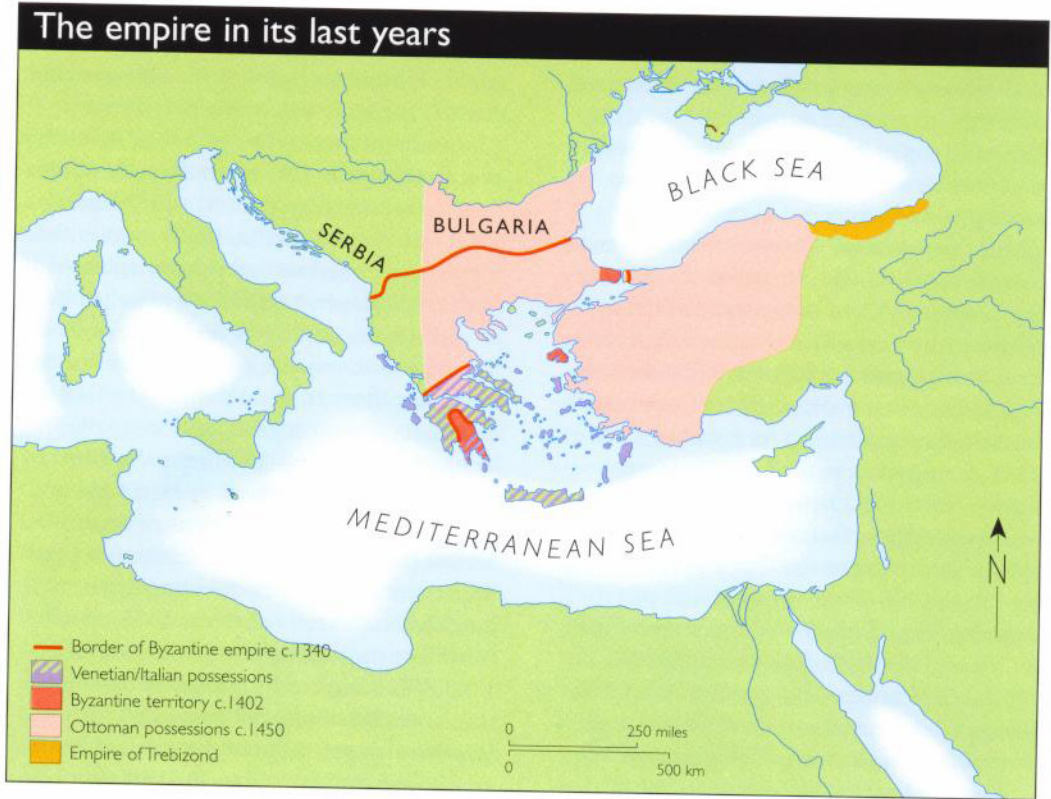 The empire in its last years
BLACK SEA
BULGARIA
SERBIA
MEDITERRANEAN SEA
N
Border of Byzantine empire c.1340
Venetian/Italian possessions
Byzantine territory c.1402
Ottoman possessions c.1450
Empire of Trebizond
0 250 miles
0 500 km